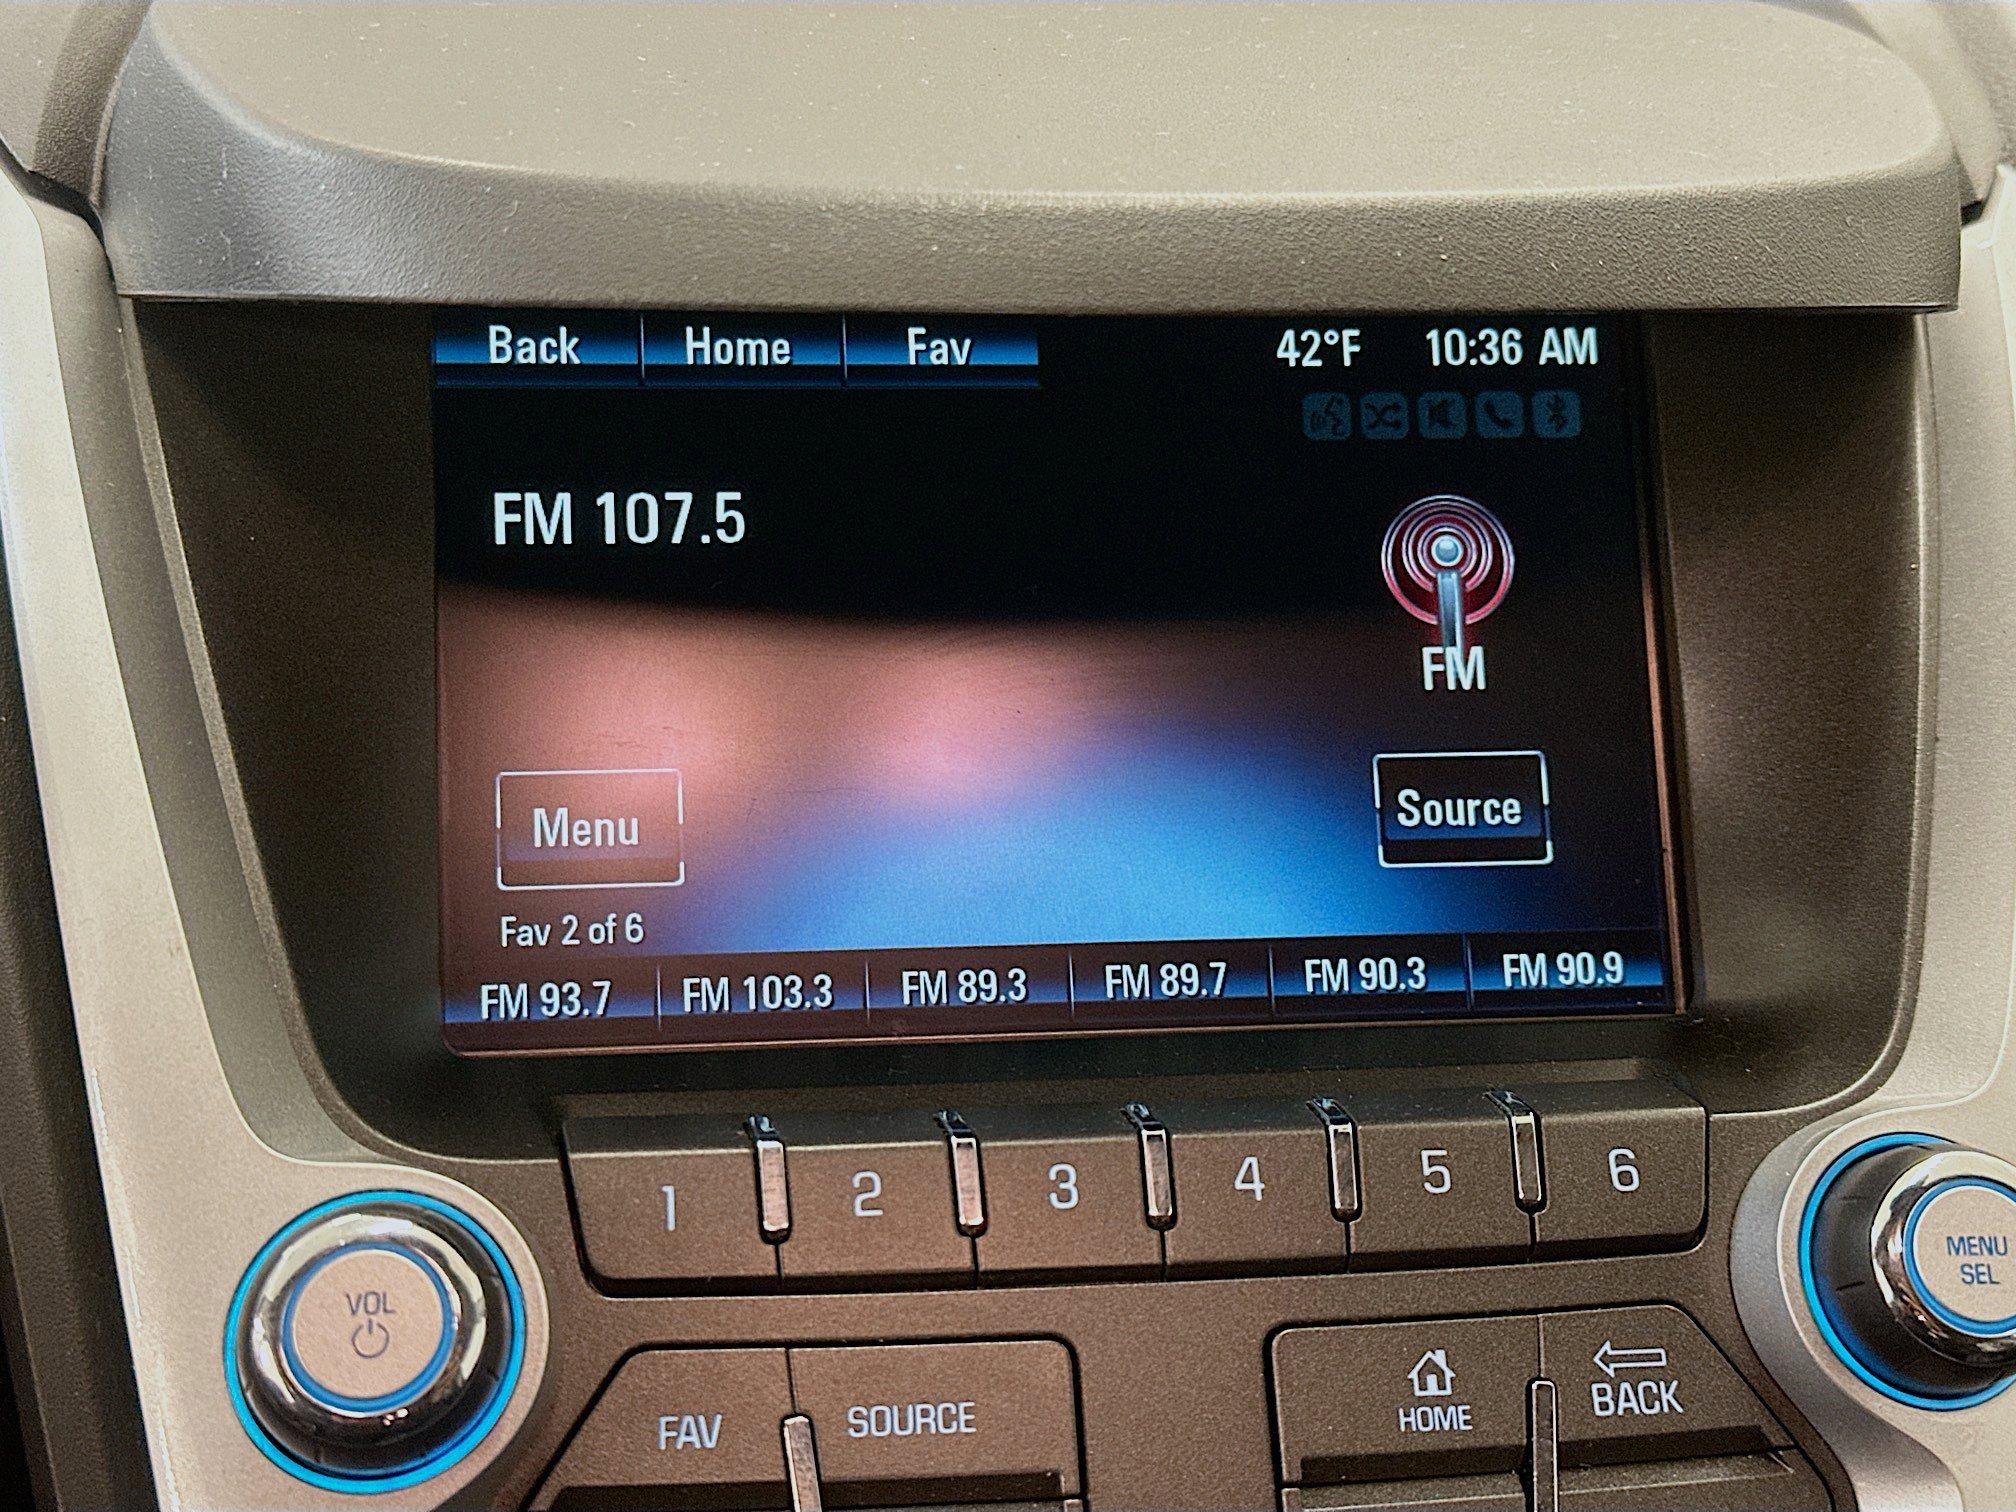 Back Home Fav 42°F 10:36 AM
FM 107.5
FM
Menu Source
Fav 2 of 6
FM 93.7 FM 103.3 FM 89.3 FM 89.7 FM 90.3 FM 90.9
1 2 3 4 5 6
VOL
MENU
SEL
FAV SOURCE HOME BACK